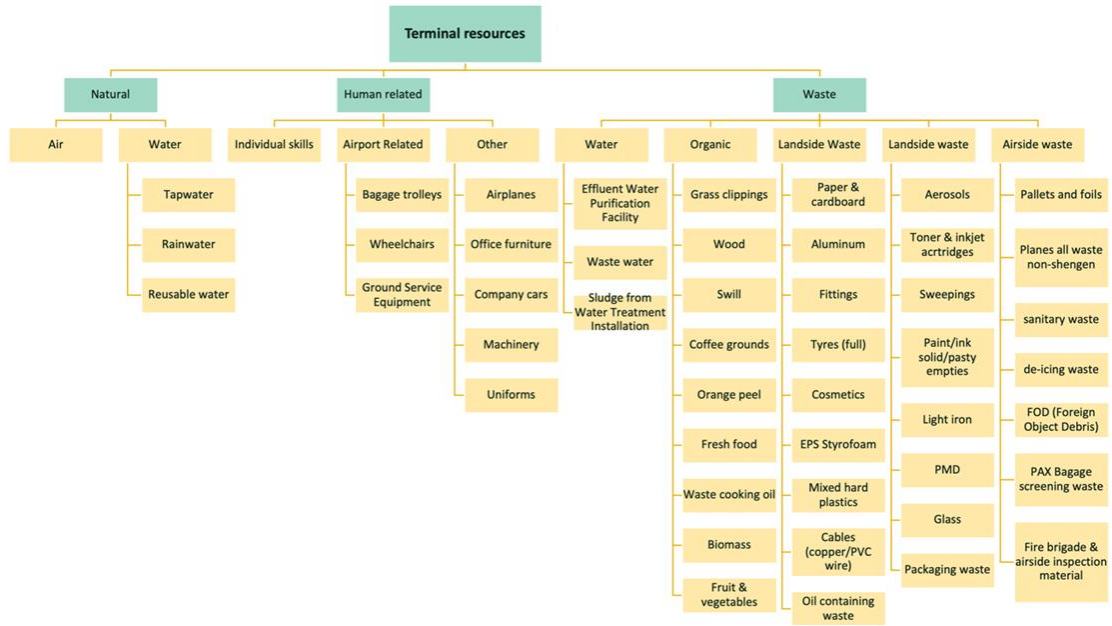 Terminal resources
Natural
Human related
Waste
Air
Water
Individual skills
Airport Related
Other
Water
Organic
Landside Waste
Landside waste
Airside waste
Tapwater
Rainwater
Reusable water
Bagage trolleys
Wheelchairs
Ground Service
Equipment
Airplanes
Office furniture
Company cars
Machinery
Uniforms
Effluent Water
Purification
Facility
Waste water
Sludge from
Water Treatment
Installation
Grass clippings
Wood
Swill
Coffee grounds
Orange peel
Fresh food
Waste cooking oil
Biomass
Fruit &
vegetables
Paper &
cardboard
Aluminum
Fittings
Tyres (full)
Cosmetics
EPS Styrofoam
Mixed hard
plastics
Cables
(copper/PVC
wire)
Oil containing
waste
Aerosols
Toner & inkjet
acrtridges
Sweepings
Paint/ink
solid/pasty
empties
Light iron
PMD
Glass
Packaging waste
Pallets and foils
Planes all waste
non-shengen
sanitary waste
de-icing waste
FOD (Foreign
Object Debris)
PAX Bagage
screening waste
Fire brigade &
airside inspection
material